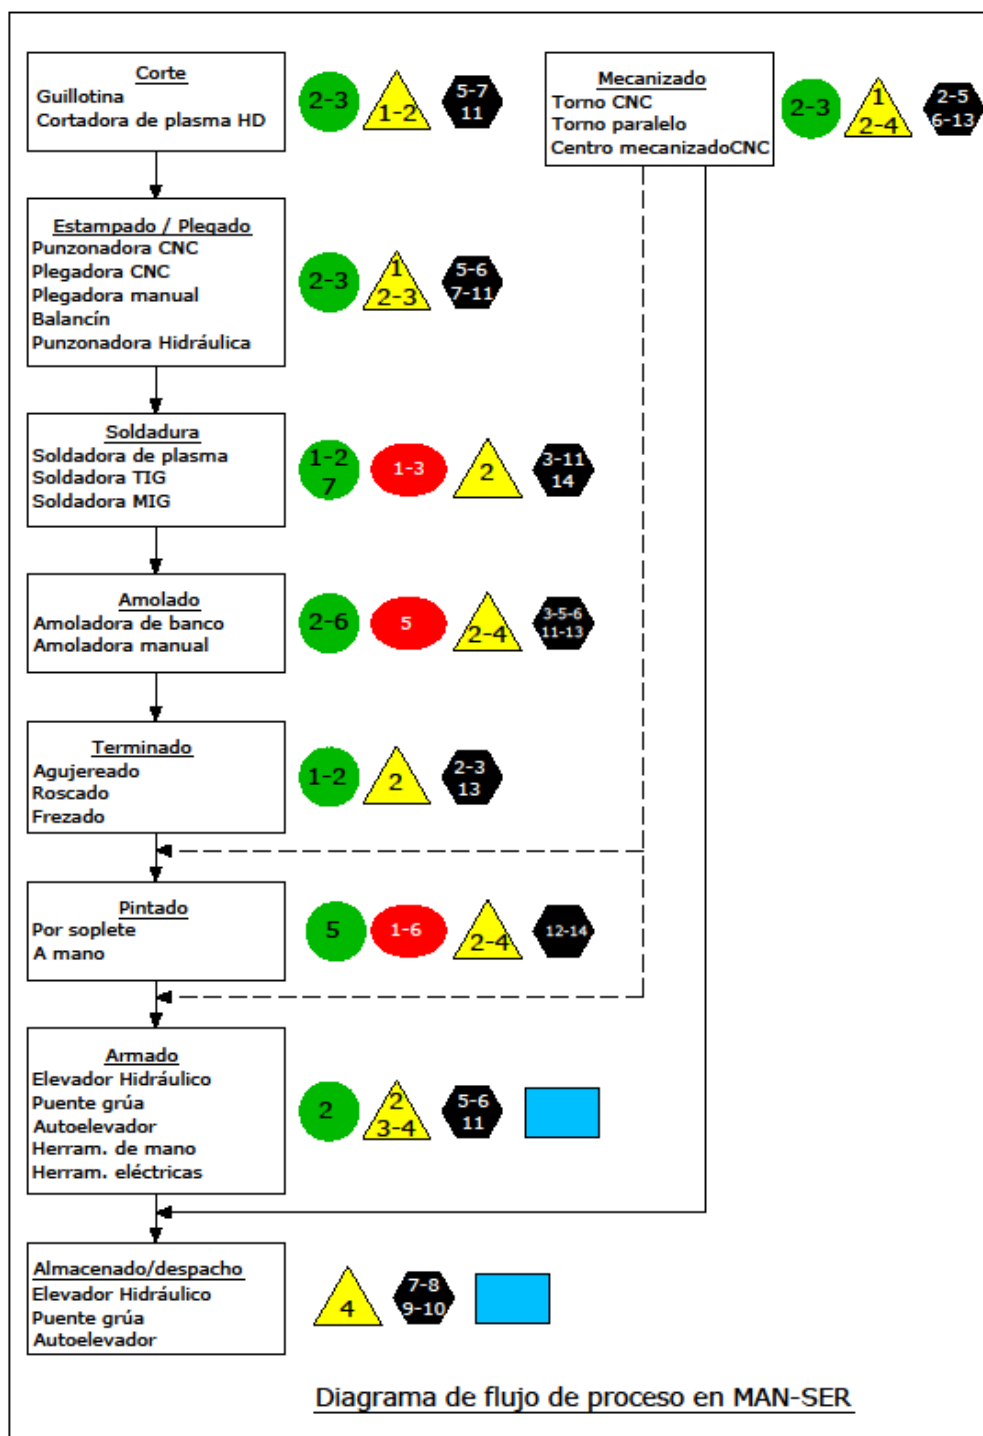 Corte
Guillotina
Cortadora de plasma HD
2-3
1-2
5-7
11
Mecanizado
Torno CNC
Torno paralelo
Centro mecanizadoCNC
2-3
1
2-4
2-5
6-13
Estampado / Plegado
Punzonadora CNC
Plegadora CNC
Plegadora manual
Balancín
Punzonadora Hidráulica
2-3
1
2-3
5-6
7-11
Soldadura
Soldadora de plasma
Soldadora TIG
Soldadora MIG
1-2
7
1-3
2
3-11
14
Amolado
Amoladora de banco
Amoladora manual
2-6
5
2-4
3-5-6
11-13
Terminado
Agujereado
Roscado
Frezado
1-2
2
2-3
13
Pintado
Por soplete
A mano
5
1-6
2-4
12-14
Armado
Elevador Hidráulico
Puente grúa
Autoelevador
Herram. de mano
Herram. eléctricas
2
2
3-4
5-6
11
Almacenado/despacho
Elevador Hidráulico
Puente grúa
Autoelevador
4
7-8
9-10
Diagrama de flujo de proceso en MAN-SER